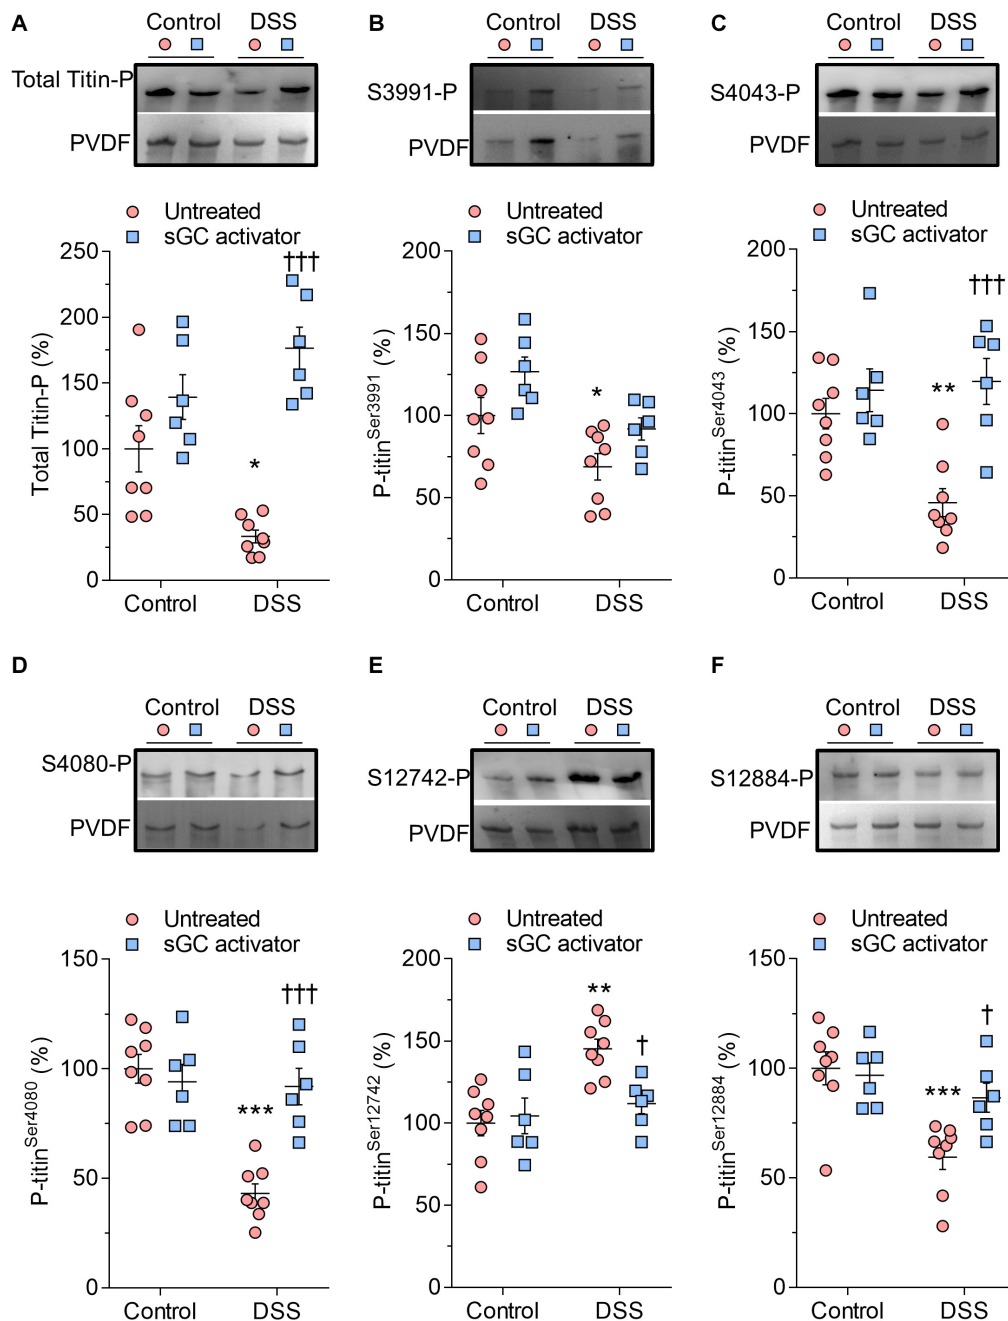 A
Control DSS
Total Titin-P
PVDF
Untreated
sGC activator
†††
*
250
200
150
100
50
0
Total Titin-P (%)
Control DSS
B
Control DSS
S3991-P
PVDF
Untreated
sGC activator
*
200
150
100
50
0
P-titinSer3991 (%)
Control DSS
C
Control DSS
S4043-P
PVDF
Untreated
sGC activator
†††
**
200
150
100
50
0
P-titinSer4043 (%)
Control DSS
D
Control DSS
S4080-P
PVDF
Untreated
sGC activator
†††
***
150
100
50
0
P-titinSer4080 (%)
Control DSS
E
Control DSS
S12742-P
PVDF
Untreated
sGC activator
**
†
200
150
100
50
0
P-titinSer12742 (%)
Control DSS
F
Control DSS
S12884-P
PVDF
Untreated
sGC activator
†
***
150
100
50
0
P-titinSer12884 (%)
Control DSS